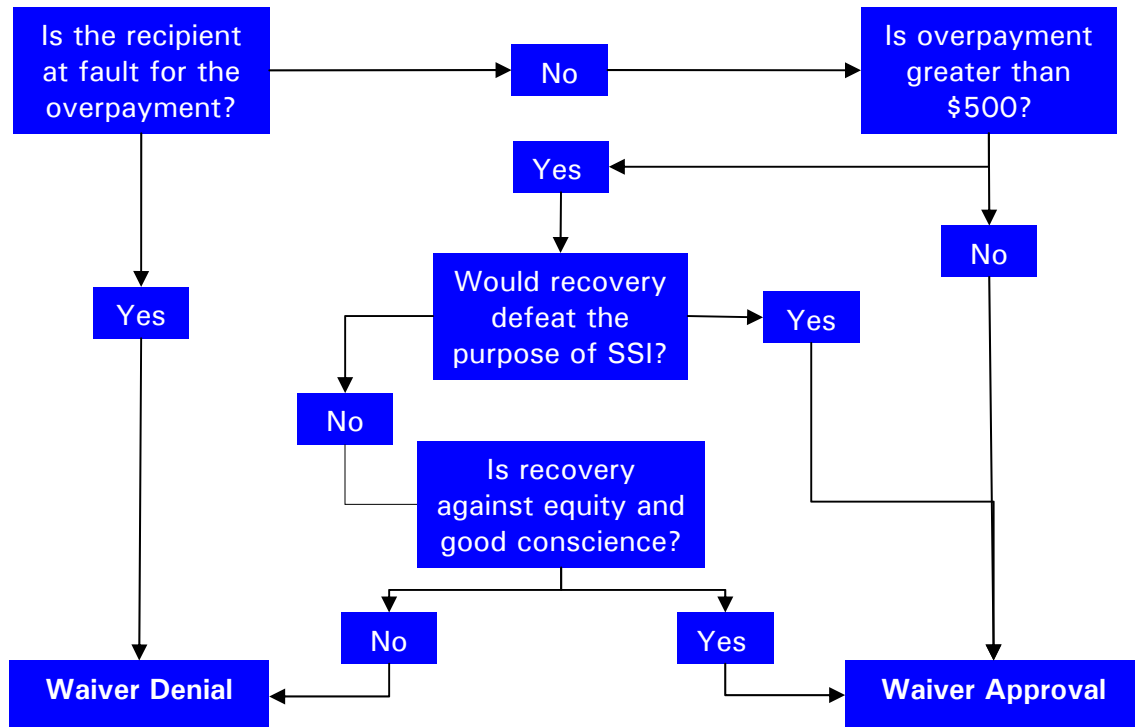 Is the recipient
at fault for the
overpayment?
No
Is overpayment
greater than
$500?
Yes
No
Would recovery
defeat the
purpose of SSI?
Yes
Yes
No
Is recovery
against equity and
good conscience?
No
Yes
Waiver Denial
Waiver Approval